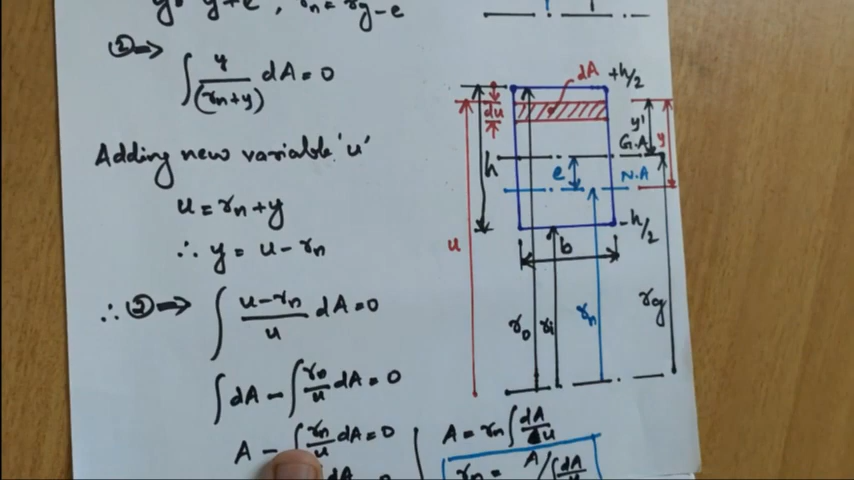 y' = y+e , rn = rg-e
② ⇒
∫ y/(rn+y) dA = 0
Adding new variable 'u'
u = rn + y
∴ y = u - rn
∴ ② ⇒ ∫ (u-rn)/u dA = 0
∫ dA - ∫ rn/u dA = 0
A - ∫ rn/u dA = 0
dA
A = rn ∫ dA/u
rn = A/∫ dA/u
dA
+h/2
du
y'
y
G.A
h
e
N.A
-h/2
u
b
ro
ri
rn
rg